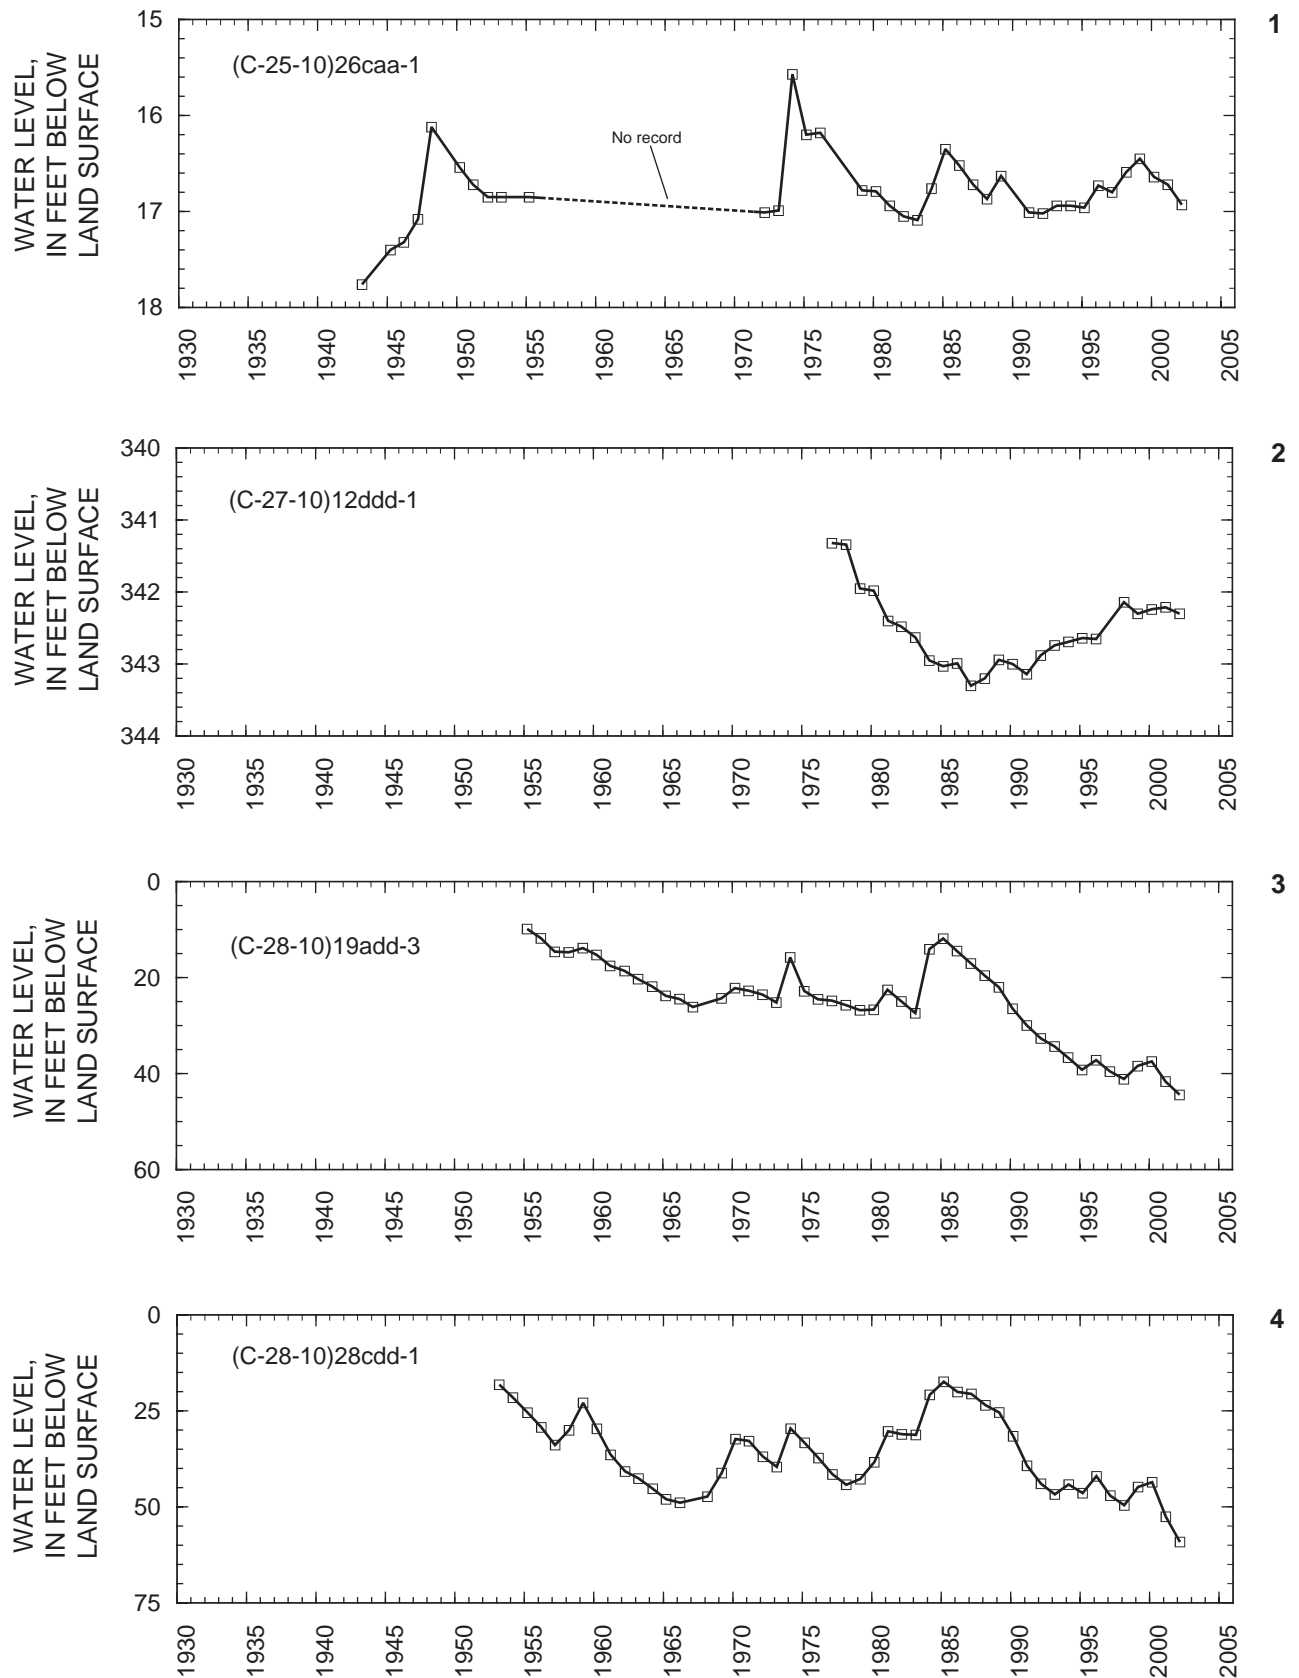 1
WATER LEVEL,
IN FEET BELOW
LAND SURFACE
15
16
17
18
(C-25-10)26caa-1
No record
1930 1935 1940 1945 1950 1955 1960 1965 1970 1975 1980 1985 1990 1995 2000 2005
2
WATER LEVEL,
IN FEET BELOW
LAND SURFACE
340
341
342
343
344
(C-27-10)12ddd-1
1930 1935 1940 1945 1950 1955 1960 1965 1970 1975 1980 1985 1990 1995 2000 2005
3
WATER LEVEL,
IN FEET BELOW
LAND SURFACE
0
20
40
60
(C-28-10)19add-3
1930 1935 1940 1945 1950 1955 1960 1965 1970 1975 1980 1985 1990 1995 2000 2005
4
WATER LEVEL,
IN FEET BELOW
LAND SURFACE
0
25
50
75
(C-28-10)28cdd-1
1930 1935 1940 1945 1950 1955 1960 1965 1970 1975 1980 1985 1990 1995 2000 2005